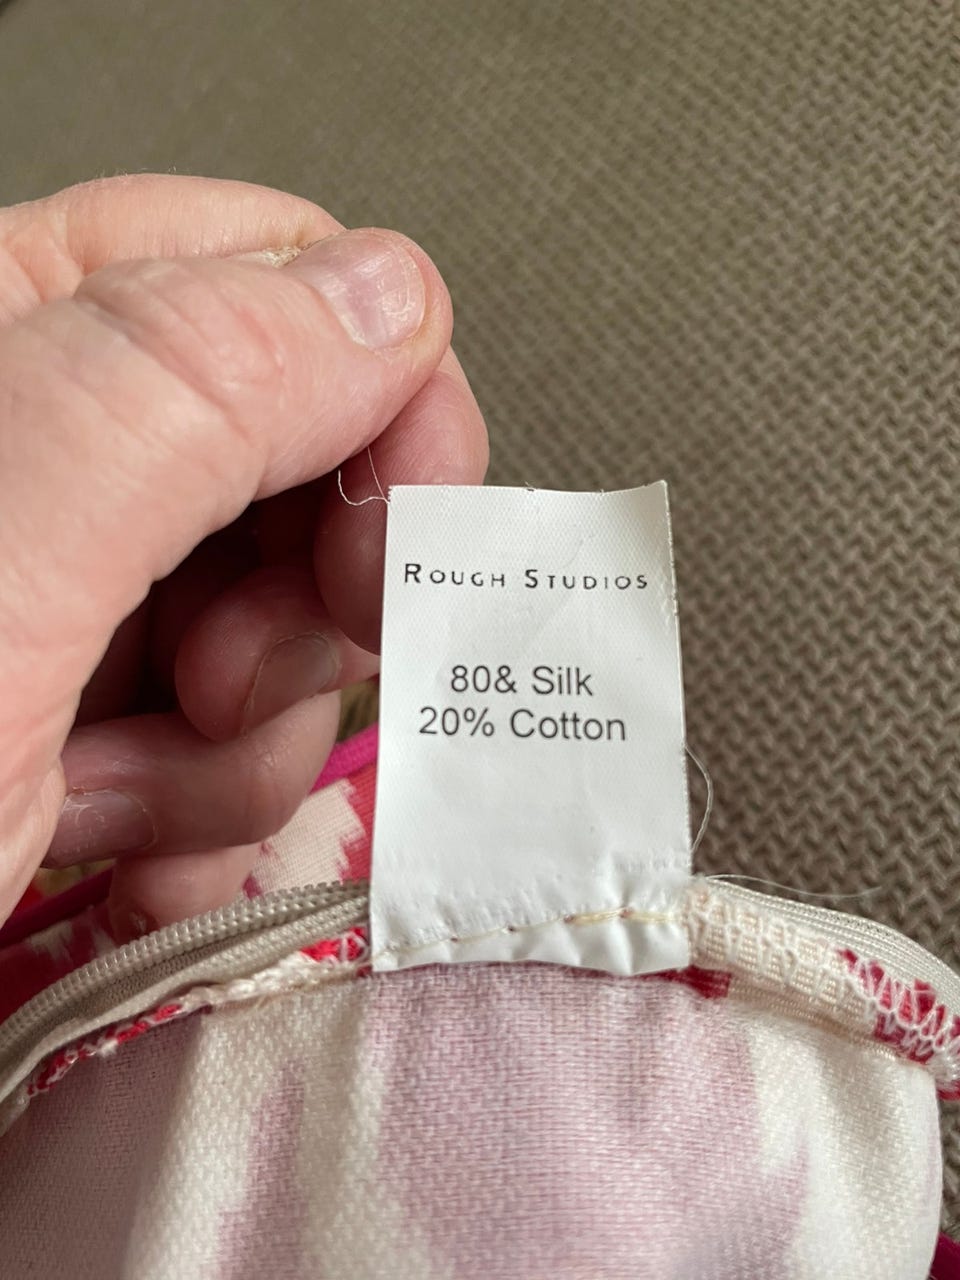 ROUGH STUDIOS
80& Silk
20% Cotton